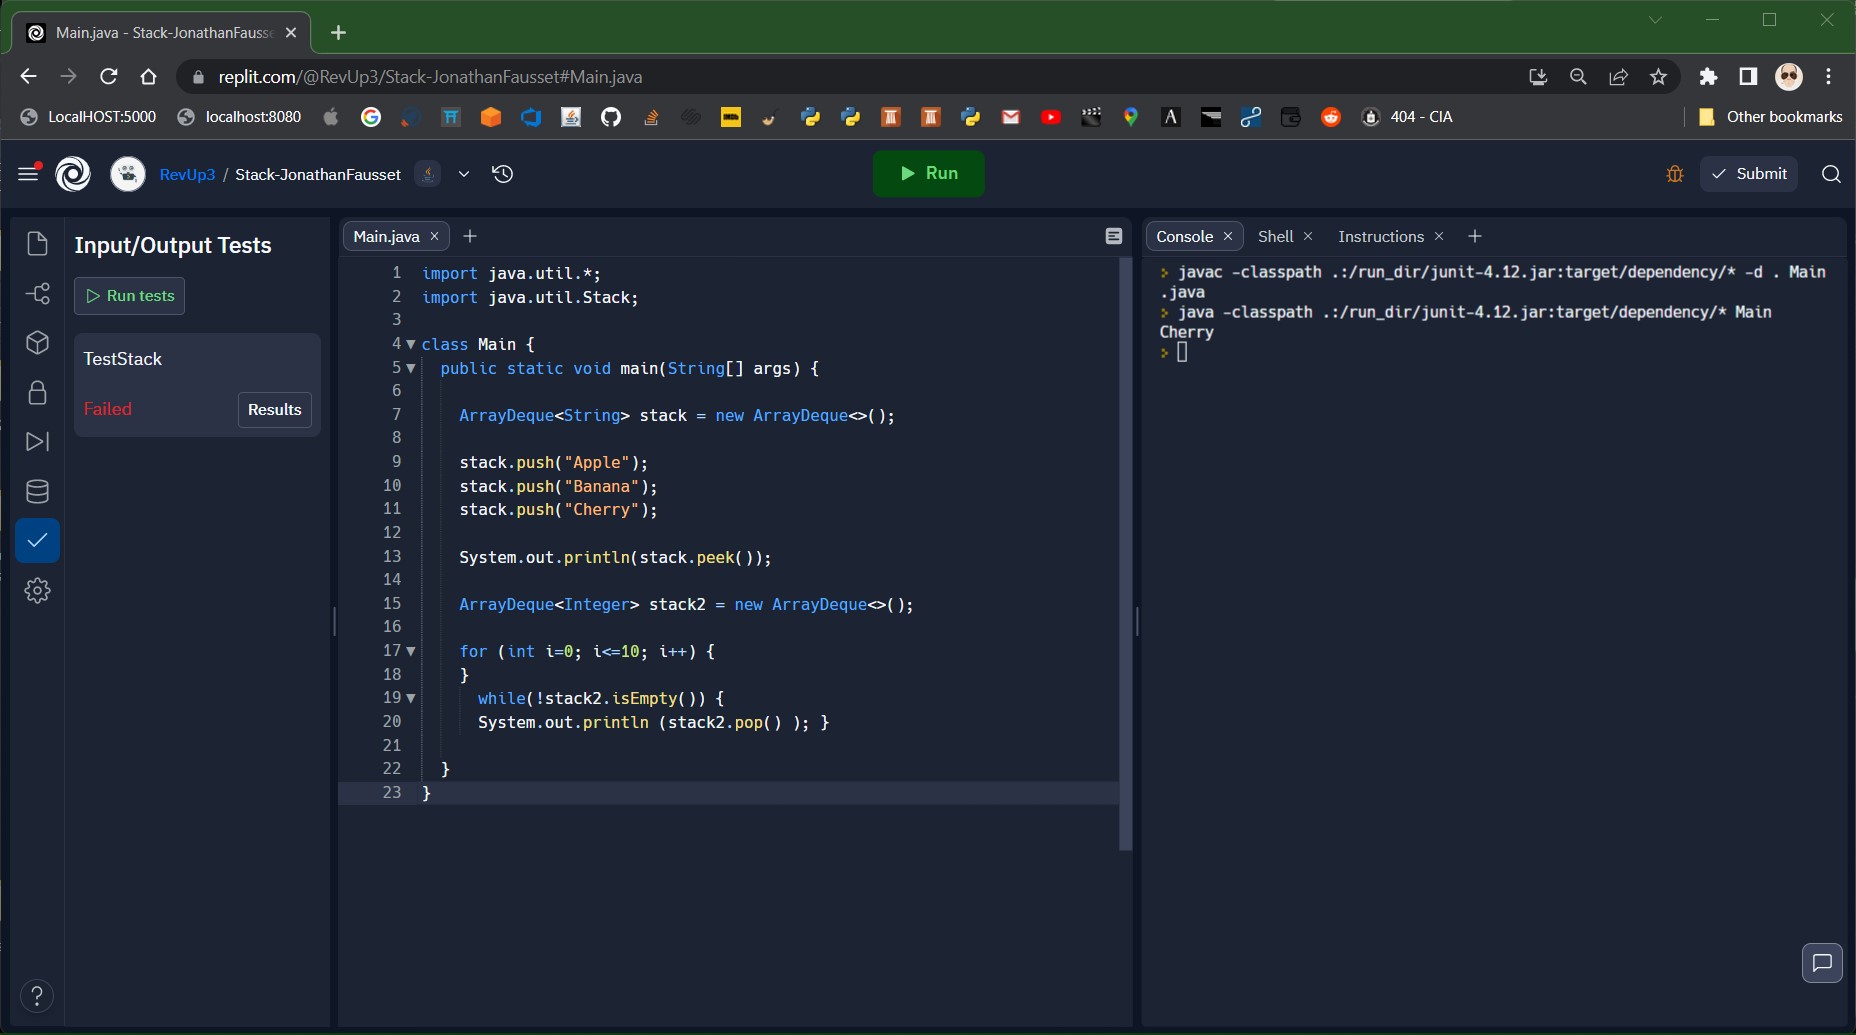 Main.java - Stack-JonathanFausse
replit.com/@RevUp3/Stack-JonathanFausset#Main.java
LocalHOST:5000 localhost:8080 404 - CIA Other bookmarks
RevUp3 / Stack-JonathanFausset Run Submit
Input/Output Tests
Run tests
TestStack
Failed Results
Main.java
1 import java.util.*;
2 import java.util.Stack;
3
4 class Main {
5 public static void main(String[] args) {
6
7 ArrayDeque<String> stack = new ArrayDeque<>();
8
9 stack.push("Apple");
10 stack.push("Banana");
11 stack.push("Cherry");
12
13 System.out.println(stack.peek());
14
15 ArrayDeque<Integer> stack2 = new ArrayDeque<>();
16
17 for (int i=0; i<=10; i++) {
18 }
19 while(!stack2.isEmpty()) {
20 System.out.println (stack2.pop() ); }
21
22 }
23 }
Console Shell Instructions
javac -classpath .:/run_dir/junit-4.12.jar:target/dependency/* -d . Main
.java
java -classpath .:/run_dir/junit-4.12.jar:target/dependency/* Main
Cherry